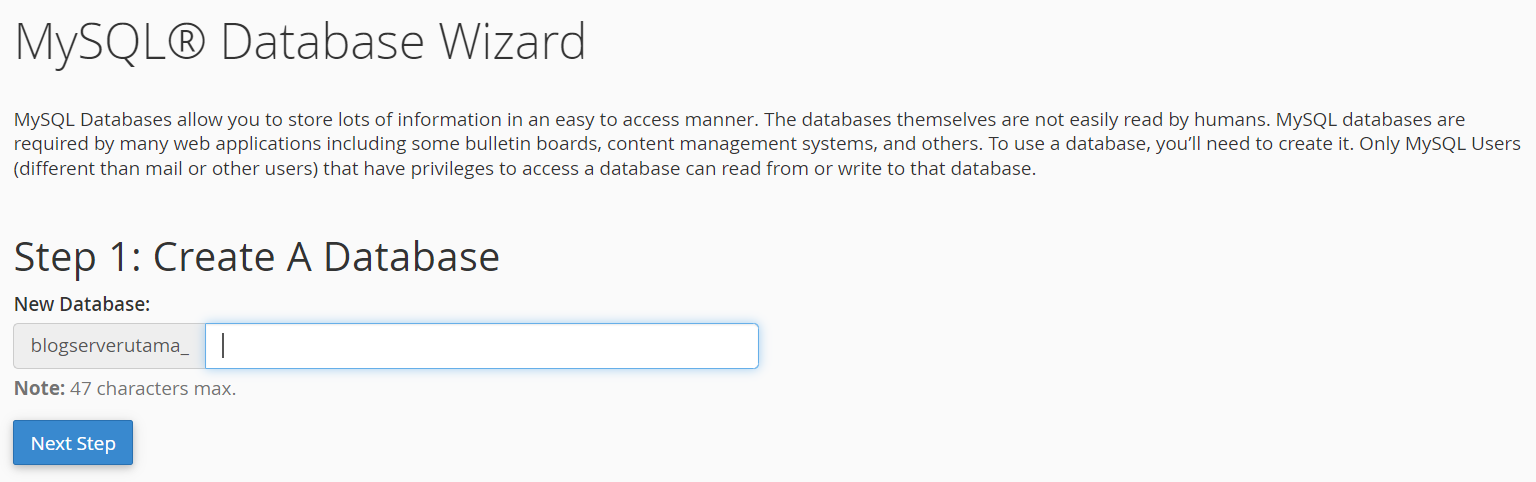 MySQL® Database Wizard
MySQL Databases allow you to store lots of information in an easy to access manner. The databases themselves are not easily read by humans. MySQL databases are
required by many web applications including some bulletin boards, content management systems, and others. To use a database, you’ll need to create it. Only MySQL Users
(different than mail or other users) that have privileges to access a database can read from or write to that database.
Step 1: Create A Database
New Database:
blogserverutama_
Note: 47 characters max.
Next Step